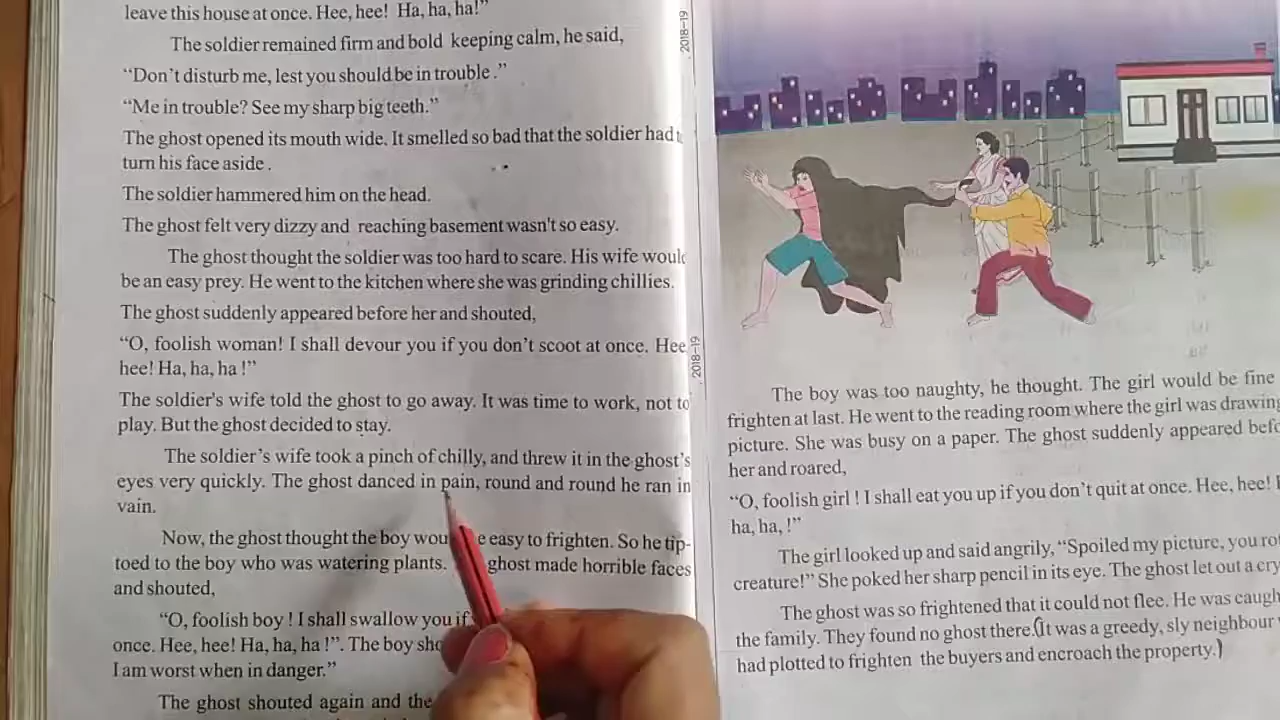 leave this house at once. Hee, hee! Ha, ha, ha!”
The soldier remained firm and bold keeping calm, he said,
“Don’t disturb me, lest you should be in trouble.”
“Me in trouble? See my sharp big teeth.”
The ghost opened its mouth wide. It smelled so bad that the soldier had
turn his face aside.
The soldier hammered him on the head.
The ghost felt very dizzy and reaching basement wasn't so easy.
The ghost thought the soldier was too hard to scare. His wife
be an easy prey. He went to the kitchen where she was grinding chillies.
The ghost suddenly appeared before her and shouted,
“O, foolish woman! I shall devour you if you don’t scoot at once. Hee,
hee! Ha, ha, ha !”
The soldier's wife told the ghost to go away. It was time to work, not to
play. But the ghost decided to stay.
The soldier’s wife took a pinch of chilly, and threw it in the ghost’s
eyes very quickly. The ghost danced in pain, round and round he ran in
vain.
Now, the ghost thought the boy easy to frighten. So he tip-
toed to the boy who was watering plants. ghost made horrible faces
and shouted,
“O, foolish boy ! I shall swallow you if
once. Hee, hee! Ha, ha, ha !”. The boy
I am worst when in danger.”
The ghost shouted again and the
2018-19
2018-19
The boy was too naughty, he thought. The girl would be fine
frighten at last. He went to the reading room where the girl was drawing
picture. She was busy on a paper. The ghost suddenly appeared
her and roared,
“O, foolish girl ! I shall eat you up if you don’t quit at once. Hee, hee!
ha, ha, !”
The girl looked up and said angrily, “Spoiled my picture, you
creature!” She poked her sharp pencil in its eye. The ghost let out a cry
The ghost was so frightened that it could not flee. He was
the family. They found no ghost there.(It was a greedy, sly neighbour
had plotted to frighten the buyers and encroach the property.)